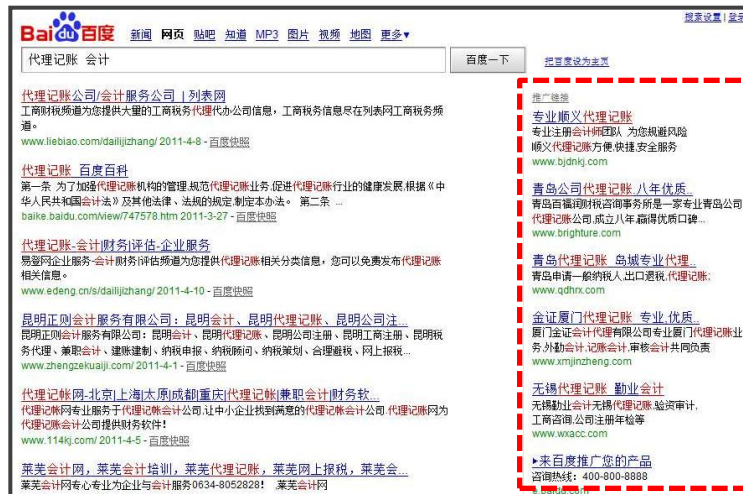 搜索设置 | 登录
Bai du 百度 新闻 网页 贴吧 知道 MP3 图片 视频 地图 更多▼
代理记账 会计 百度一下 把百度设为主页
代理记账公司/会计服务公司 | 列表网
工商财税频道为您提供大量的工商税务代理代办公司信息，工商税务信息尽在列表网工商税务频
道。
www.liebiao.com/dailijizhang/ 2011-4-8 - 百度快照
代理记账_百度百科
第一条 为了加强代理记账机构的管理,规范代理记账业务,促进代理记账行业的健康发展,根据《中
华人民共和国会计法》及其他法律、法规的规定,制定本办法。 第二条 ...
baike.baidu.com/view/747578.htm 2011-3-27 - 百度快照
代理记账-会计|财务|评估-企业服务
易登网企业服务-会计|财务|评估频道为您提供代理记账相关分类信息，您可以免费发布代理记账
相关信息。
www.edeng.cn/s/dailijizhang/ 2011-4-10 - 百度快照
昆明正则会计服务有限公司：昆明会计、昆明代理记账、昆明公司注...
昆明正则会计服务有限公司：昆明会计、昆明代理记账、昆明公司注册、昆明工商注册、昆明税
务代理、兼职会计、建账建制、纳税申报、纳税顾问、纳税策划、合理避税、网上报税...
www.zhengzekuaiji.com/ 2011-4-1 - 百度快照
代理记帐网-北京|上海|太原|成都|重庆|代理记帐|兼职会计|财务软...
代理记帐网专业服务于代理记帐会计公司.让中小企业找到满意的代理记帐会计公司.代理记账网为
代理记账会计公司提供财务软件!
www.114kj.com/ 2011-4-5 - 百度快照
莱芜会计网，莱芜会计培训，莱芜代理记账，莱芜网上报税，莱芜会...
莱芜会计网专心专业为企业与会计服务0634-8052828! ,莱芜会计网
推广链接
专业顺义代理记账
专业注册会计师团队 为您规避风险
顺义代理记账方便,快捷,安全服务
www.bjdnkj.com
青岛公司代理记账 八年优质..
青岛百福润财税咨询事务所是一家专业青岛公司
代理记账公司,成立八年,赢得优质口碑...
www.brighture.com
青岛代理记账 岛城专业代理..
青岛申请一般纳税人,出口退税,代理记账;
www.qdhrx.com
金证厦门代理记账 专业,优质..
厦门金证会计代理有限公司专业厦门代理记账业
务,外勤会计,记账会计,审核会计共同负责
www.xmjinzheng.com
无锡代理记账 勤业会计
无锡勤业会计无锡代理记账,验资审计,
工商咨询,公司注册年检等
www.wxacc.com
▸来百度推广您的产品
咨询热线：400-800-8888
e.baidu.com